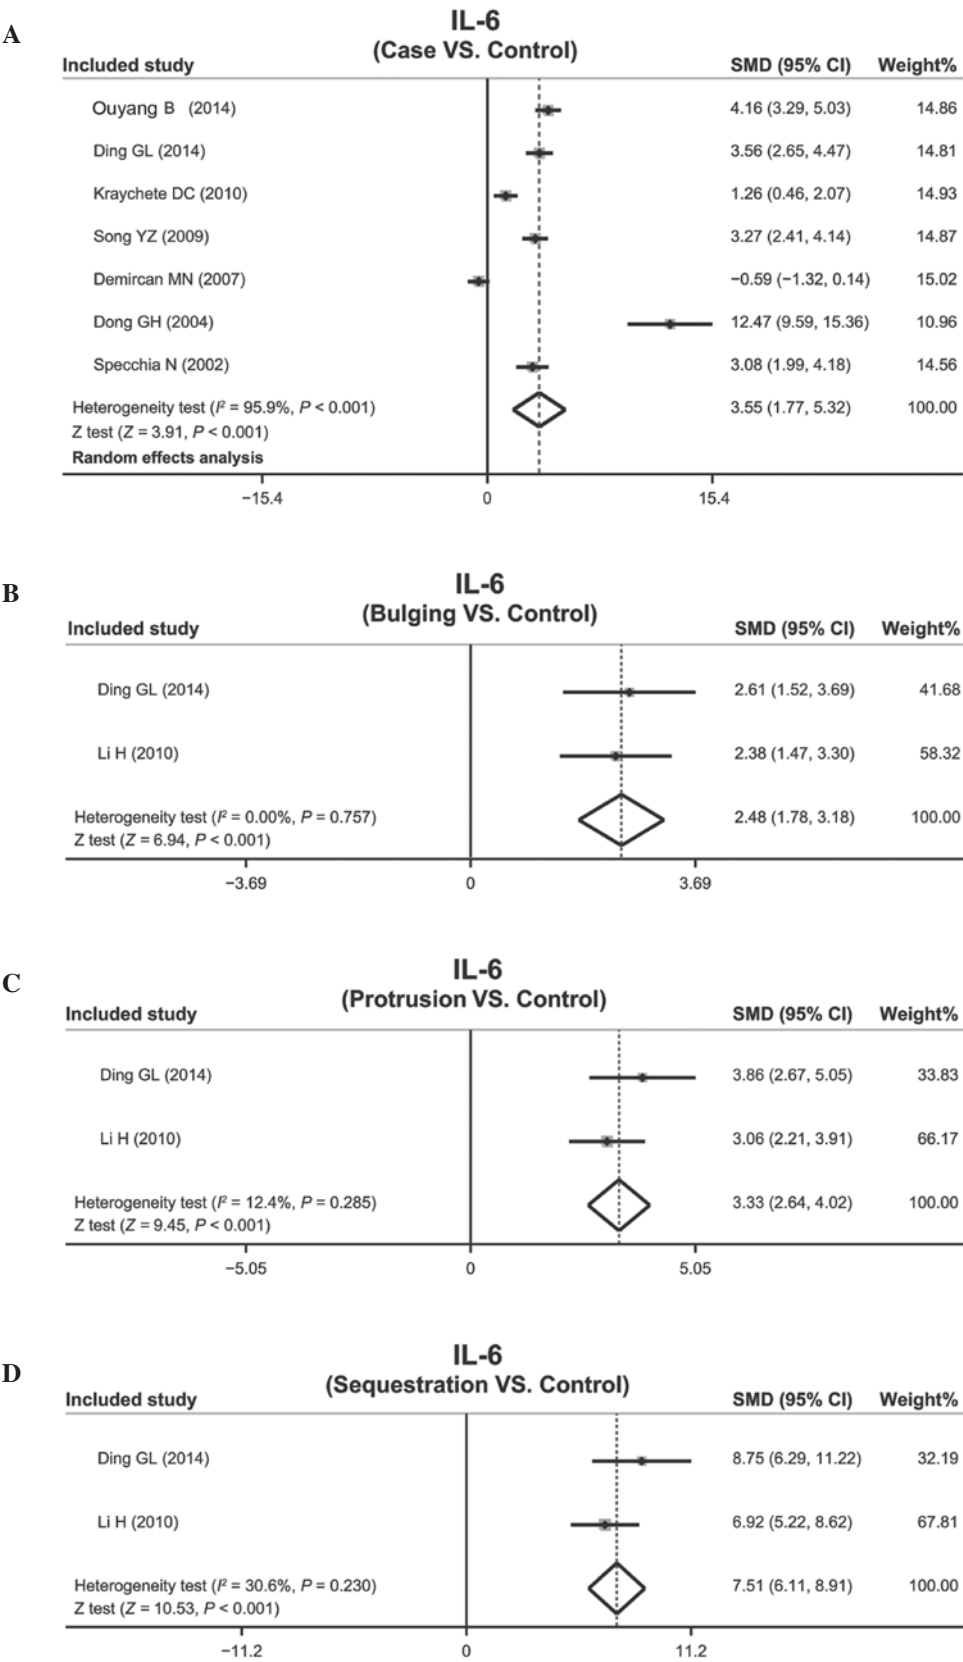 A
IL-6
(Case VS. Control)
Included study SMD (95% CI) Weight%
Ouyang B (2014) 4.16 (3.29, 5.03) 14.86
Ding GL (2014) 3.56 (2.65, 4.47) 14.81
Kraychete DC (2010) 1.26 (0.46, 2.07) 14.93
Song YZ (2009) 3.27 (2.41, 4.14) 14.87
Demircan MN (2007) −0.59 (−1.32, 0.14) 15.02
Dong GH (2004) 12.47 (9.59, 15.36) 10.96
Specchia N (2002) 3.08 (1.99, 4.18) 14.56
Heterogeneity test (I² = 95.9%, P < 0.001) 3.55 (1.77, 5.32) 100.00
Z test (Z = 3.91, P < 0.001)
Random effects analysis
−15.4 0 15.4
B
IL-6
(Bulging VS. Control)
Included study SMD (95% CI) Weight%
Ding GL (2014) 2.61 (1.52, 3.69) 41.68
Li H (2010) 2.38 (1.47, 3.30) 58.32
Heterogeneity test (I² = 0.00%, P = 0.757) 2.48 (1.78, 3.18) 100.00
Z test (Z = 6.94, P < 0.001)
−3.69 0 3.69
C
IL-6
(Protrusion VS. Control)
Included study SMD (95% CI) Weight%
Ding GL (2014) 3.86 (2.67, 5.05) 33.83
Li H (2010) 3.06 (2.21, 3.91) 66.17
Heterogeneity test (I² = 12.4%, P = 0.285) 3.33 (2.64, 4.02) 100.00
Z test (Z = 9.45, P < 0.001)
−5.05 0 5.05
D
IL-6
(Sequestration VS. Control)
Included study SMD (95% CI) Weight%
Ding GL (2014) 8.75 (6.29, 11.22) 32.19
Li H (2010) 6.92 (5.22, 8.62) 67.81
Heterogeneity test (I² = 30.6%, P = 0.230) 7.51 (6.11, 8.91) 100.00
Z test (Z = 10.53, P < 0.001)
−11.2 0 11.2